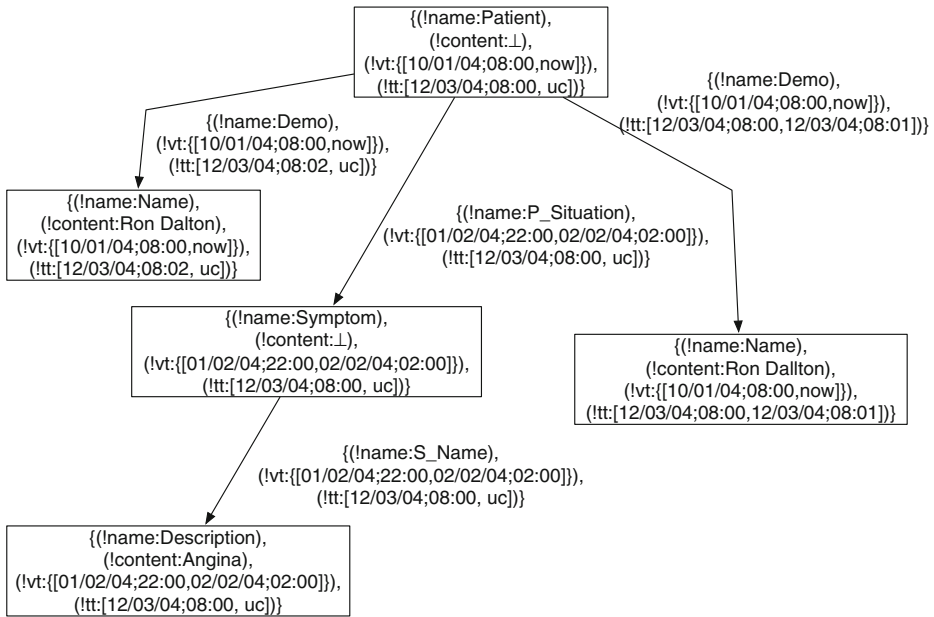 {(!name:Patient),
(!content:⊥),
(!vt:{[10/01/04;08:00,now]}),
(!tt:[12/03/04;08:00, uc])}
{(!name:Demo),
(!vt:{[10/01/04;08:00,now]}),
(!tt:[12/03/04;08:00,12/03/04;08:01])}
{(!name:Demo),
(!vt:{[10/01/04;08:00,now]}),
(!tt:[12/03/04;08:02, uc])}
{(!name:Name),
(!content:Ron Dalton),
(!vt:{[10/01/04;08:00,now]}),
(!tt:[12/03/04;08:02, uc])}
{(!name:P_Situation),
(!vt:{[01/02/04;22:00,02/02/04;02:00]}),
(!tt:[12/03/04;08:00, uc])}
{(!name:Symptom),
(!content:⊥),
(!vt:{[01/02/04;22:00,02/02/04;02:00]}),
(!tt:[12/03/04;08:00, uc])}
{(!name:Name),
(!content:Ron Dallton),
(!vt:{[10/01/04;08:00,now]}),
(!tt:[12/03/04;08:00,12/03/04;08:01])}
{(!name:S_Name),
(!vt:{[01/02/04;22:00,02/02/04;02:00]}),
(!tt:[12/03/04;08:00, uc])}
{(!name:Description),
(!content:Angina),
(!vt:{[01/02/04;22:00,02/02/04;02:00]}),
(!tt:[12/03/04;08:00, uc])}